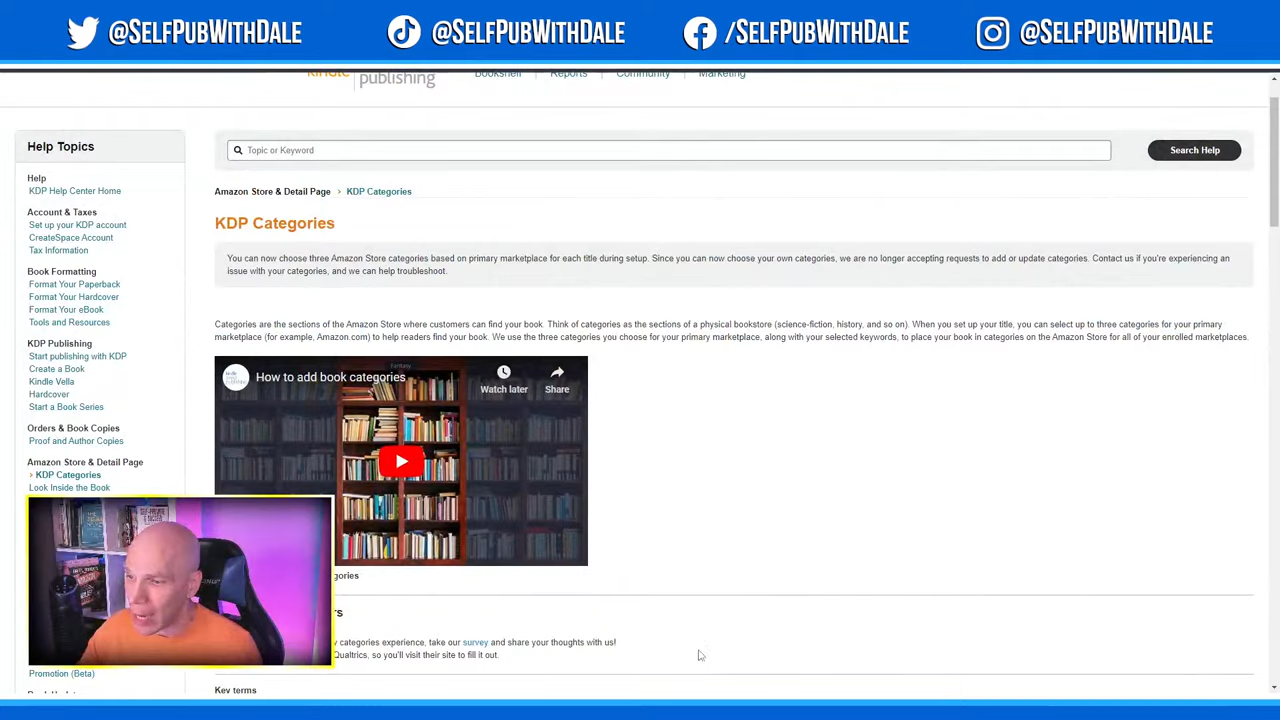 @SELFPUBWITHDALE
@SELFPUBWITHDALE
/SELFPUBWITHDALE
@SELFPUBWITHDALE
kindle
publishing
Bookshelf
Reports
Community
Marketing
Help Topics
Topic or Keyword
Search Help
Help
KDP Help Center Home
Account & Taxes
Set up your KDP account
CreateSpace Account
Tax Information
Book Formatting
Format Your Paperback
Format Your Hardcover
Format Your eBook
Tools and Resources
KDP Publishing
Start publishing with KDP
Create a Book
Kindle Vella
Hardcover
Start a Book Series
Orders & Book Copies
Proof and Author Copies
Amazon Store & Detail Page
› KDP Categories
Look Inside the Book
Promotion (Beta)
Amazon Store & Detail Page › KDP Categories
KDP Categories
You can now choose three Amazon Store categories based on primary marketplace for each title during setup. Since you can now choose your own categories, we are no longer accepting requests to add or update categories. Contact us if you're experiencing an
issue with your categories, and we can help troubleshoot.
Categories are the sections of the Amazon Store where customers can find your book. Think of categories as the sections of a physical bookstore (science-fiction, history, and so on). When you set up your title, you can select up to three categories for your primary
marketplace (for example, Amazon.com) to help readers find your book. We use the three categories you choose for your primary marketplace, along with your selected keywords, to place your book in categories on the Amazon Store for all of your enrolled marketplaces.
Fantasy
How to add book categories
Watch later
Share
categories experience, take our survey and share your thoughts with us!
Qualtrics, so you'll visit their site to fill it out.
Key terms